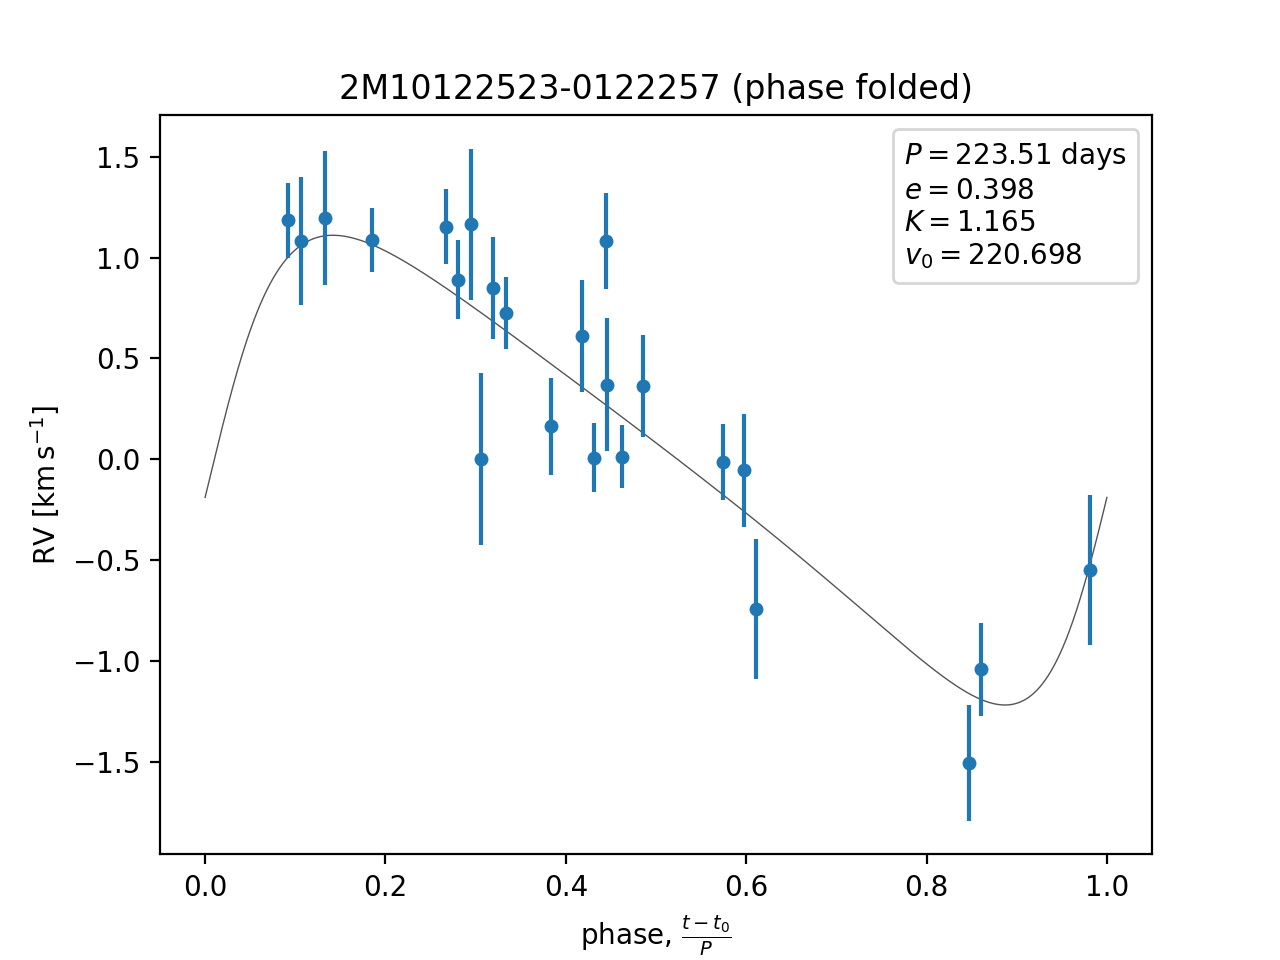 2M10122523-0122257 (phase folded)
P = 223.51 days
e = 0.398
K = 1.165
v₀ = 220.698
RV [km s⁻¹]
1.5
1.0
0.5
0.0
−0.5
−1.0
−1.5
0.0 0.2 0.4 0.6 0.8 1.0
phase, (t − t₀)/P